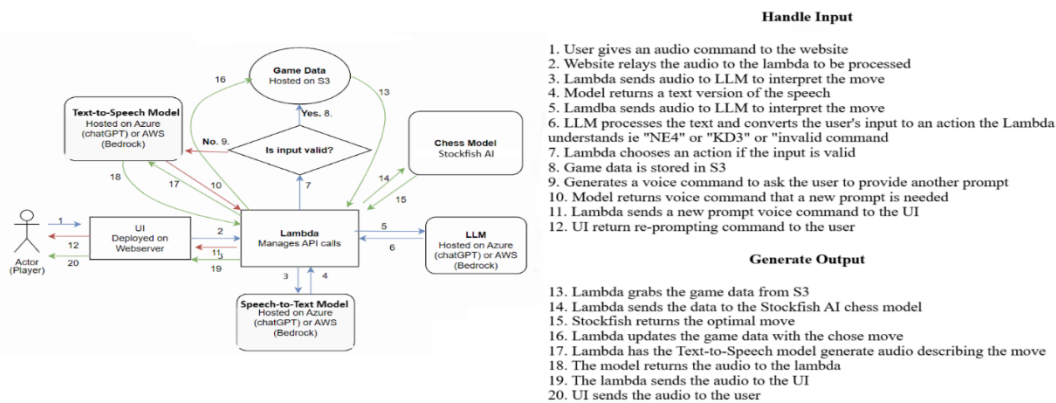 Game Data
Hosted on S3
16
13
Text-to-Speech Model
Hosted on Azure
(chatGPT) or AWS
(Bedrock)
Yes. 8.
No. 9.
Is input valid?
Chess Model
Stockfish AI
18
17
10
7
14
15
Actor
(Player)
1
12
20
UI
Deployed on
Webserver
2
11
19
Lambda
Manages API calls
5
6
LLM
Hosted on Azure
(chatGPT) or AWS
(Bedrock)
3
4
Speech-to-Text Model
Hosted on Azure
(chatGPT) or AWS
(Bedrock)
Handle Input
1. User gives an audio command to the website
2. Website relays the audio to the lambda to be processed
3. Lambda sends audio to LLM to interpret the move
4. Model returns a text version of the speech
5. Lamdba sends audio to LLM to interpret the move
6. LLM processes the text and converts the user's input to an action the Lambda
understands ie "NE4" or "KD3" or "invalid command
7. Lambda chooses an action if the input is valid
8. Game data is stored in S3
9. Generates a voice command to ask the user to provide another prompt
10. Model returns voice command that a new prompt is needed
11. Lambda sends a new prompt voice command to the UI
12. UI return re-prompting command to the user
Generate Output
13. Lambda grabs the game data from S3
14. Lambda sends the data to the Stockfish AI chess model
15. Stockfish returns the optimal move
16. Lambda updates the game data with the chose move
17. Lambda has the Text-to-Speech model generate audio describing the move
18. The model returns the audio to the lambda
19. The lambda sends the audio to the UI
20. UI sends the audio to the user